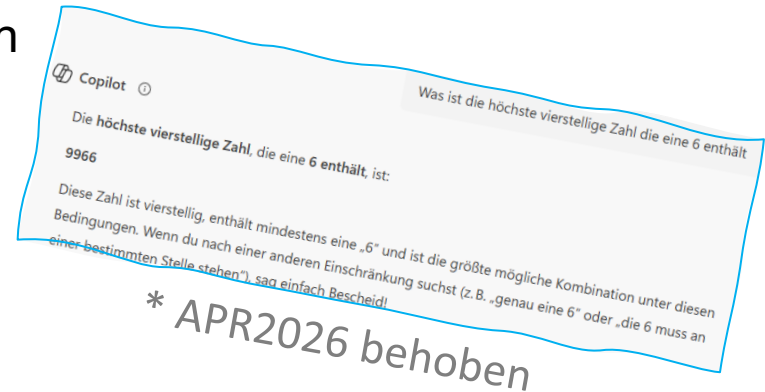 n
Copilot
Was ist die höchste vierstellige Zahl die eine 6 enthält
Die höchste vierstellige Zahl, die eine 6 enthält, ist:
9966
Diese Zahl ist vierstellig, enthält mindestens eine „6" und ist die größte mögliche Kombination unter diesen
Bedingungen. Wenn du nach einer anderen Einschränkung suchst (z. B. „genau eine 6" oder „die 6 muss an
einer bestimmten Stelle stehen"), sag einfach Bescheid!
* APR2026 behoben